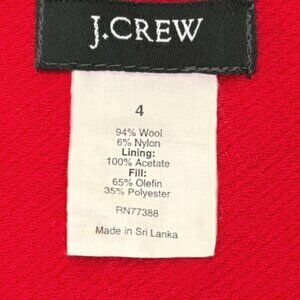 J.CREW
4
94% Wool
6% Nylon
Lining:
100% Acetate
Fill:
65% Olefin
35% Polyester
RN77388
Made in Sri Lanka